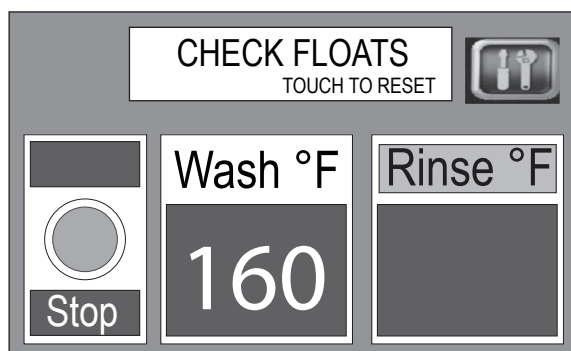 CHECK FLOATS
TOUCH TO RESET
Wash °F
Rinse °F
160
Stop